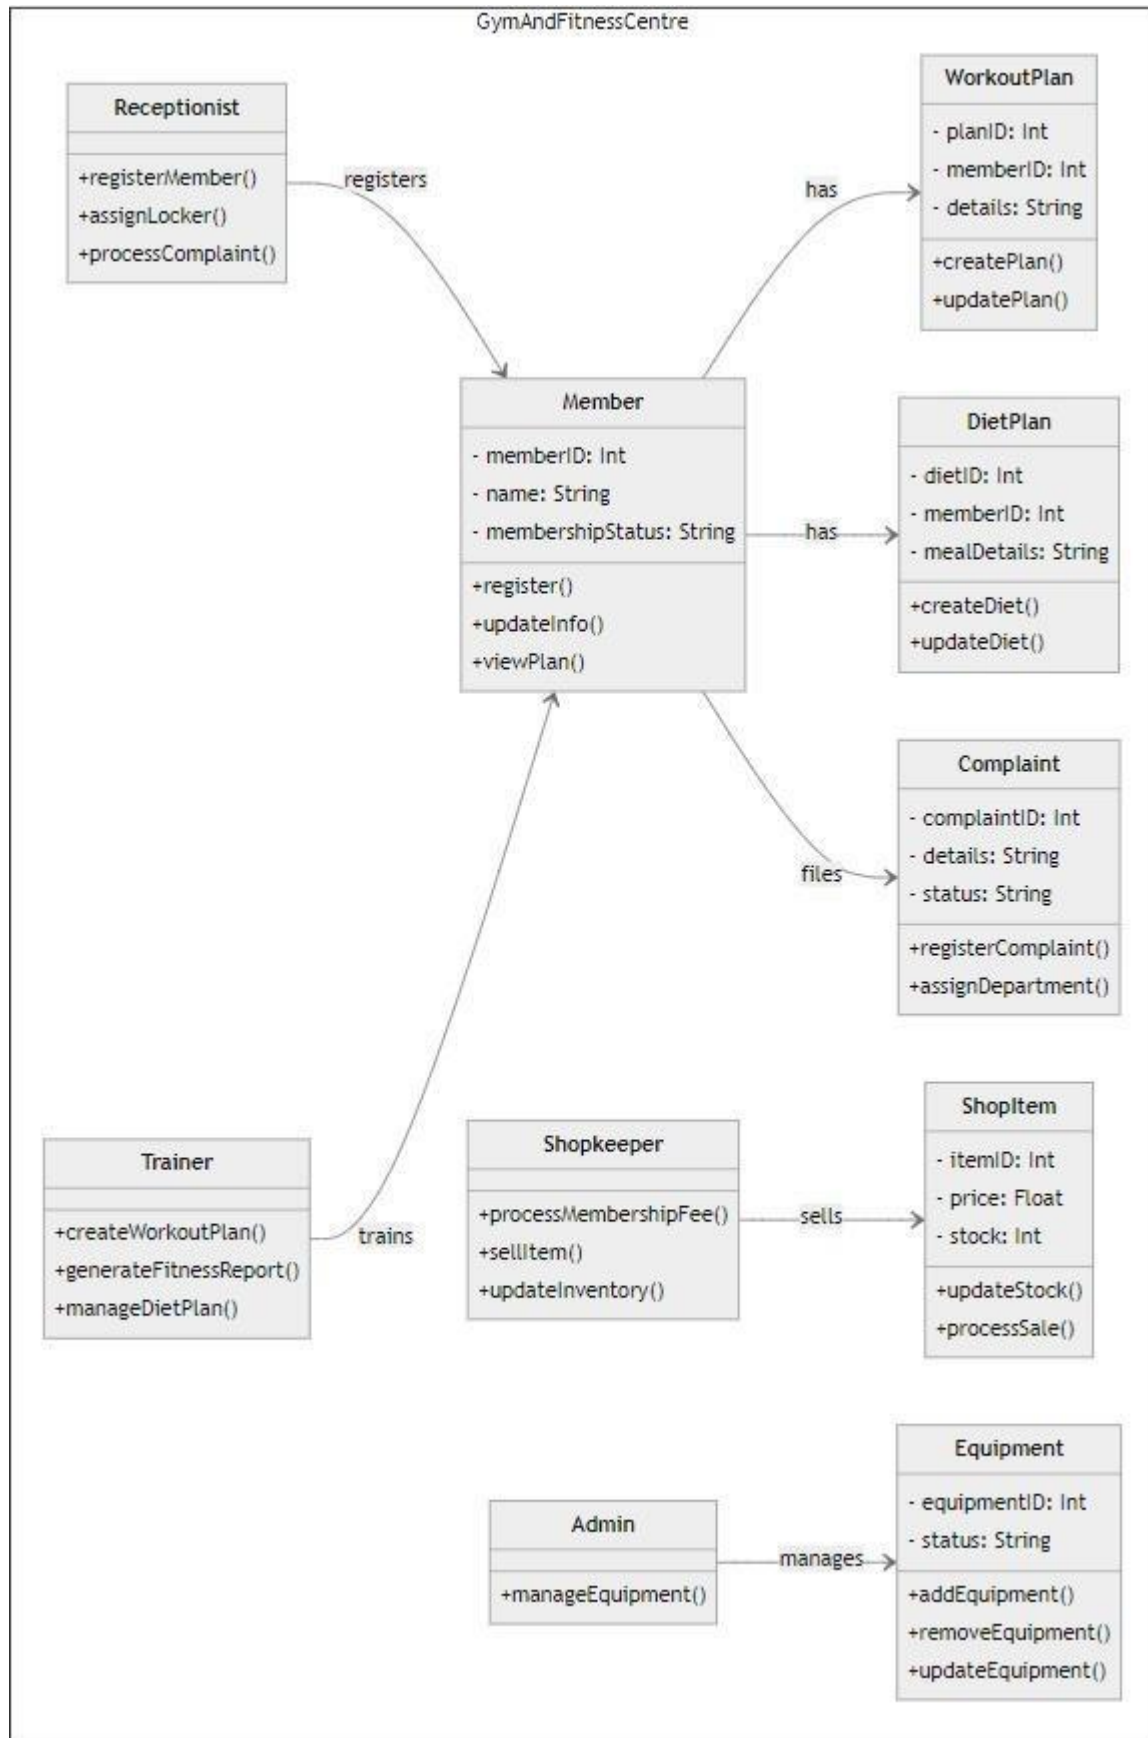 GymAndFitnessCentre
Receptionist
+registerMember()
+assignLocker()
+processComplaint()
registers
WorkoutPlan
- planID: Int
- memberID: Int
- details: String
+createPlan()
+updatePlan()
has
Member
- memberID: Int
- name: String
- membershipStatus: String
+register()
+updateInfo()
+viewPlan()
has
DietPlan
- dietID: Int
- memberID: Int
- mealDetails: String
+createDiet()
+updateDiet()
files
Complaint
- complaintID: Int
- details: String
- status: String
+registerComplaint()
+assignDepartment()
Trainer
+createWorkoutPlan()
+generateFitnessReport()
+manageDietPlan()
trains
Shopkeeper
+processMembershipFee()
+sellItem()
+updateInventory()
sells
ShopItem
- itemID: Int
- price: Float
- stock: Int
+updateStock()
+processSale()
Admin
+manageEquipment()
manages
Equipment
- equipmentID: Int
- status: String
+addEquipment()
+removeEquipment()
+updateEquipment()